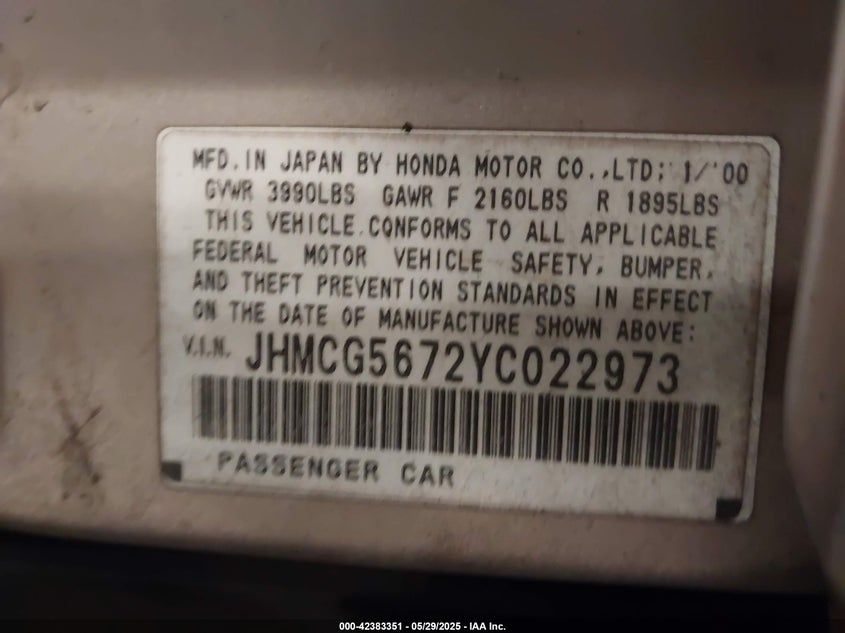 MFD. IN JAPAN BY HONDA MOTOR CO.,LTD; 1/'00
GVWR 3990LBS GAWR F 2160LBS R 1895LBS
THIS VEHICLE CONFORMS TO ALL APPLICABLE
FEDERAL MOTOR VEHICLE SAFETY, BUMPER,
AND THEFT PREVENTION STANDARDS IN EFFECT
ON THE DATE OF MANUFACTURE SHOWN ABOVE:
V.I.N. JHMCG5672YC022973
PASSENGER CAR
000-42383351 - 05/29/2025 - IAA Inc.